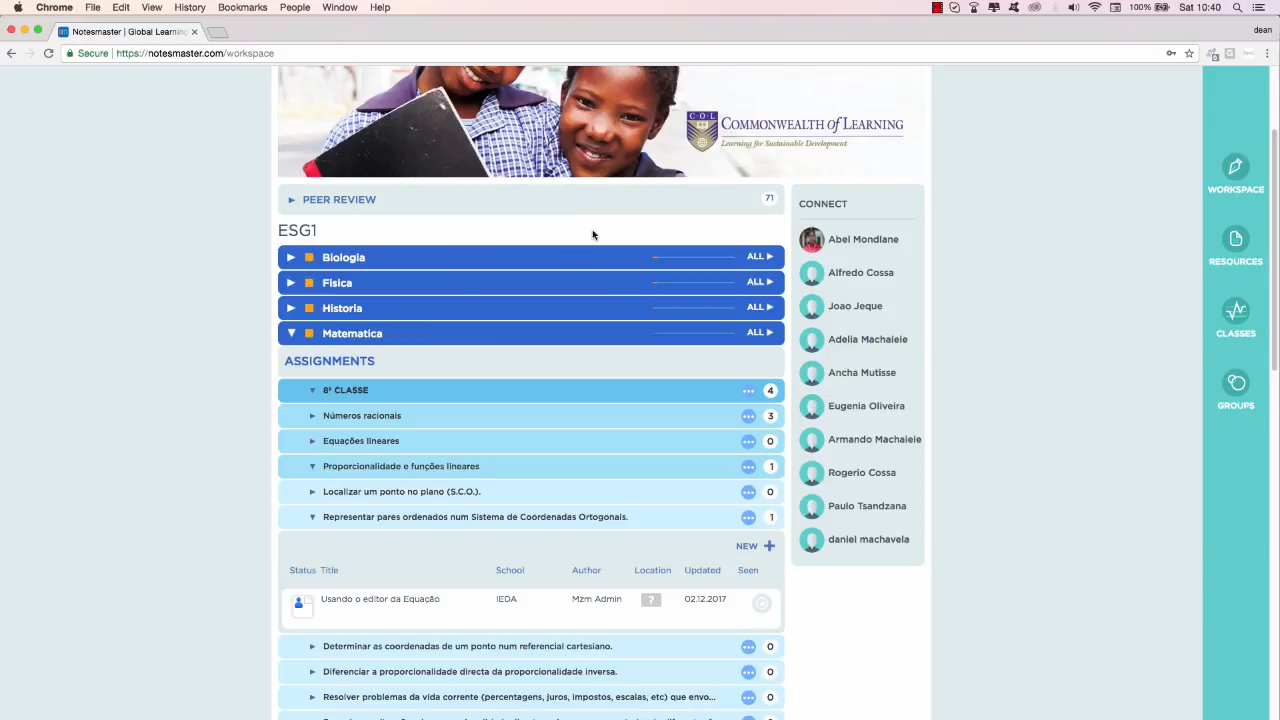 Chrome File Edit View History Bookmarks People Window Help 100% Sat 10:40
Notesmaster | Global Learnin dean
Secure | https://notesmaster.com/workspace
C·O·L COMMONWEALTH of LEARNING
Learning for Sustainable Development
PEER REVIEW 71
ESG1
Biologia ALL
Fisica ALL
Historia ALL
Matematica ALL
ASSIGNMENTS
8ª CLASSE 4
Números racionais 3
Equações lineares 0
Proporcionalidade e funções lineares 1
Localizar um ponto no plano (S.C.O.). 0
Representar pares ordenados num Sistema de Coordenadas Ortogonais. 1
NEW +
Status Title School Author Location Updated Seen
Usando o editor da Equação IEDA Mzm Admin ? 02.12.2017
Determinar as coordenadas de um ponto num referencial cartesiano. 0
Diferenciar a proporcionalidade directa da proporcionalidade inversa. 0
Resolver problemas da vida corrente (percentagens, juros, impostos, escalas, etc) que envo... 0
CONNECT
Abel Mondlane
Alfredo Cossa
Joao Jeque
Adelia Machaieie
Ancha Mutisse
Eugenia Oliveira
Armando Machaieie
Rogerio Cossa
Paulo Tsandzana
daniel machavela
WORKSPACE
RESOURCES
CLASSES
GROUPS